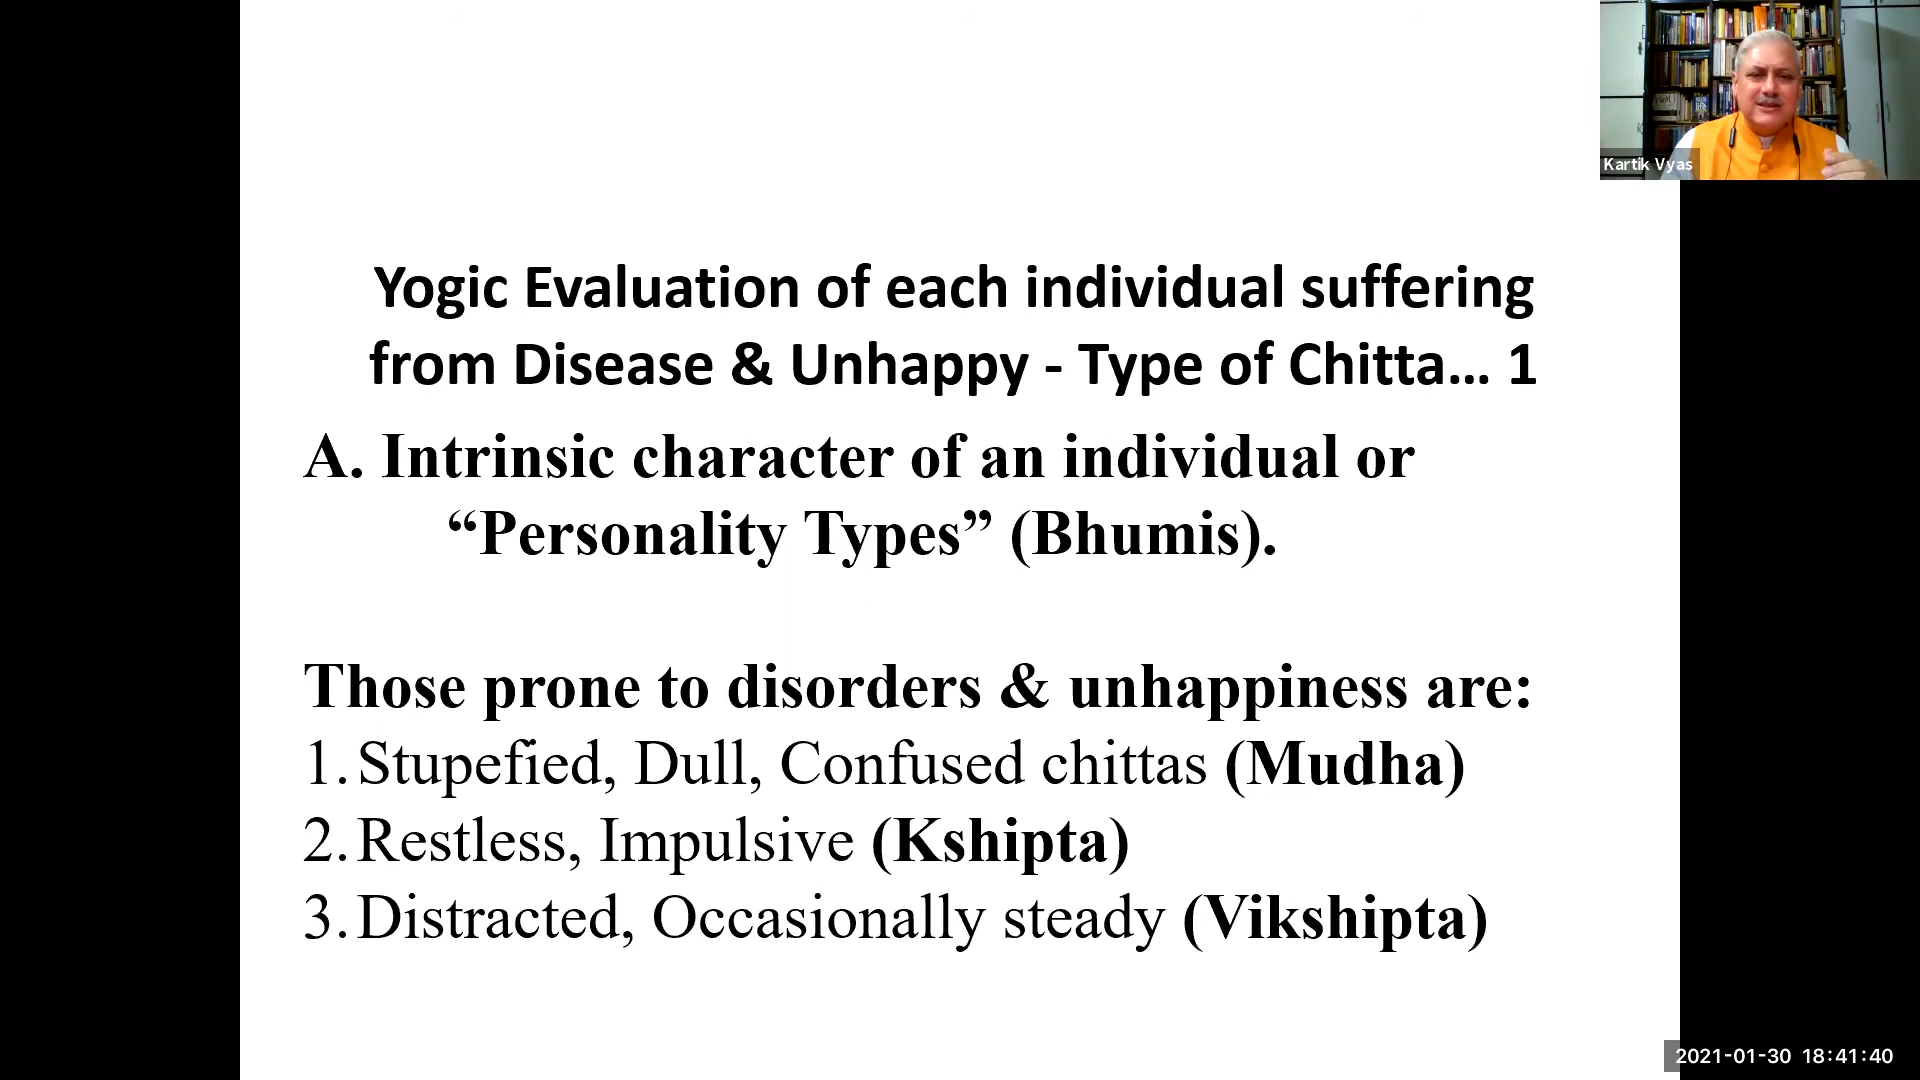 Kartik Vyas
Yogic Evaluation of each individual suffering
from Disease & Unhappy - Type of Chitta... 1
A. Intrinsic character of an individual or
“Personality Types” (Bhumis).
Those prone to disorders & unhappiness are:
1. Stupefied, Dull, Confused chittas (Mudha)
2. Restless, Impulsive (Kshipta)
3. Distracted, Occasionally steady (Vikshipta)
2021-01-30 18:41:40